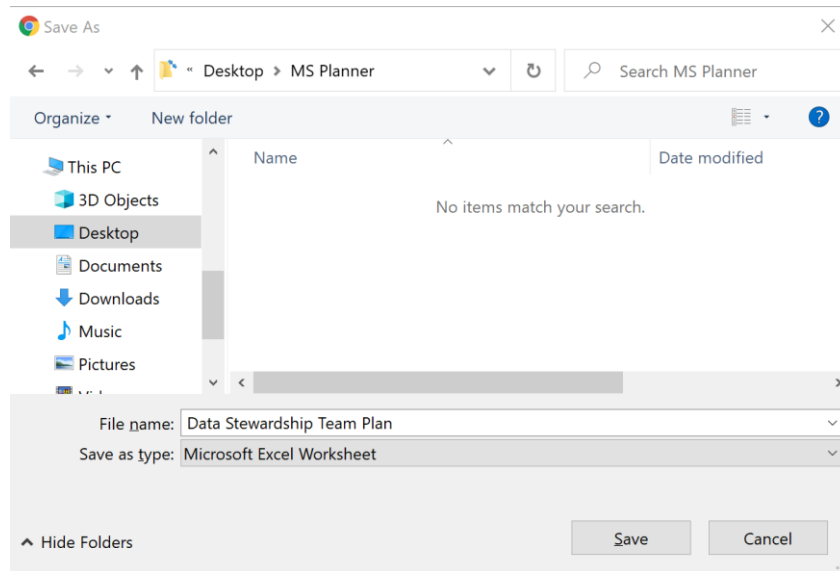 Save As
« Desktop > MS Planner
Search MS Planner
Organize
New folder
Name
Date modified
This PC
3D Objects
Desktop
Documents
Downloads
Music
Pictures
No items match your search.
File name: Data Stewardship Team Plan
Save as type: Microsoft Excel Worksheet
Hide Folders
Save
Cancel